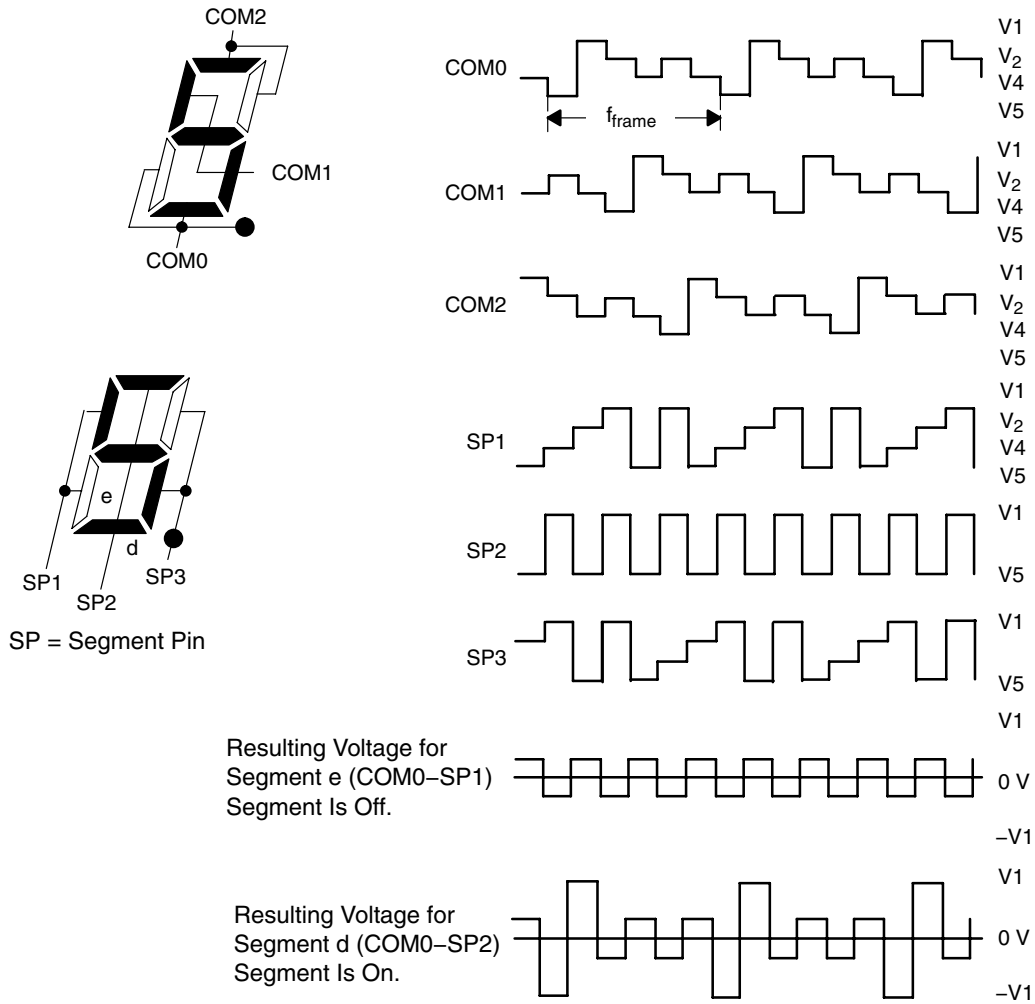 COM2
COM1
COM0
COM0
V1
V2
V4
V5
fframe
COM1
V1
V2
V4
V5
COM2
V1
V2
V4
V5
e
d
SP1
SP2
SP3
SP = Segment Pin
SP1
V1
V2
V4
V5
SP2
V1
V5
SP3
V1
V5
Resulting Voltage for
Segment e (COM0–SP1)
Segment Is Off.
V1
0 V
–V1
Resulting Voltage for
Segment d (COM0–SP2)
Segment Is On.
V1
0 V
–V1